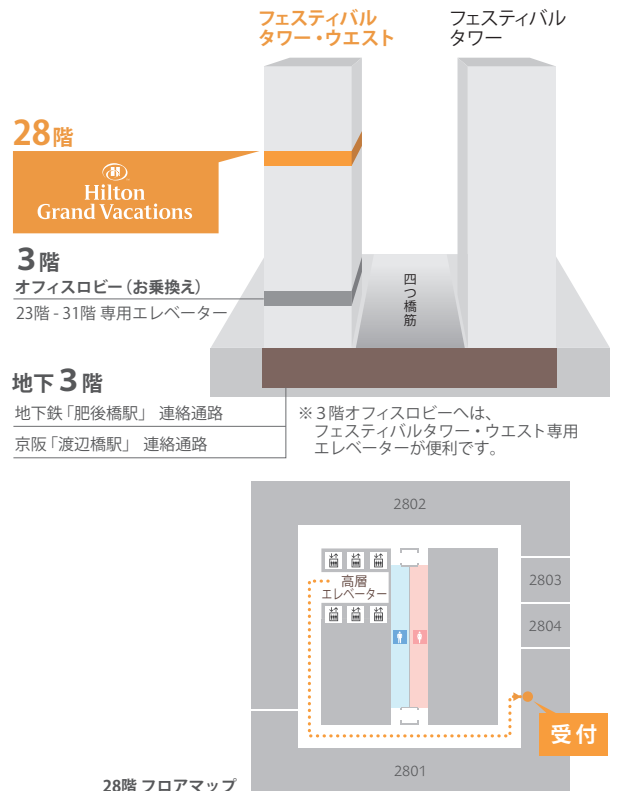 フェスティバル
タワー・ウエスト
フェスティバル
タワー
28階
Hilton
Grand Vacations
3階
オフィスロビー（お乗換え）
23階 - 31階 専用エレベーター
四つ橋筋
地下3階
地下鉄「肥後橋駅」 連絡通路
京阪「渡辺橋駅」 連絡通路
※３階オフィスロビーへは、
フェスティバルタワー・ウエスト専用
エレベーターが便利です。
2802
高層
エレベーター
2803
2804
受付
2801
28階 フロアマップ